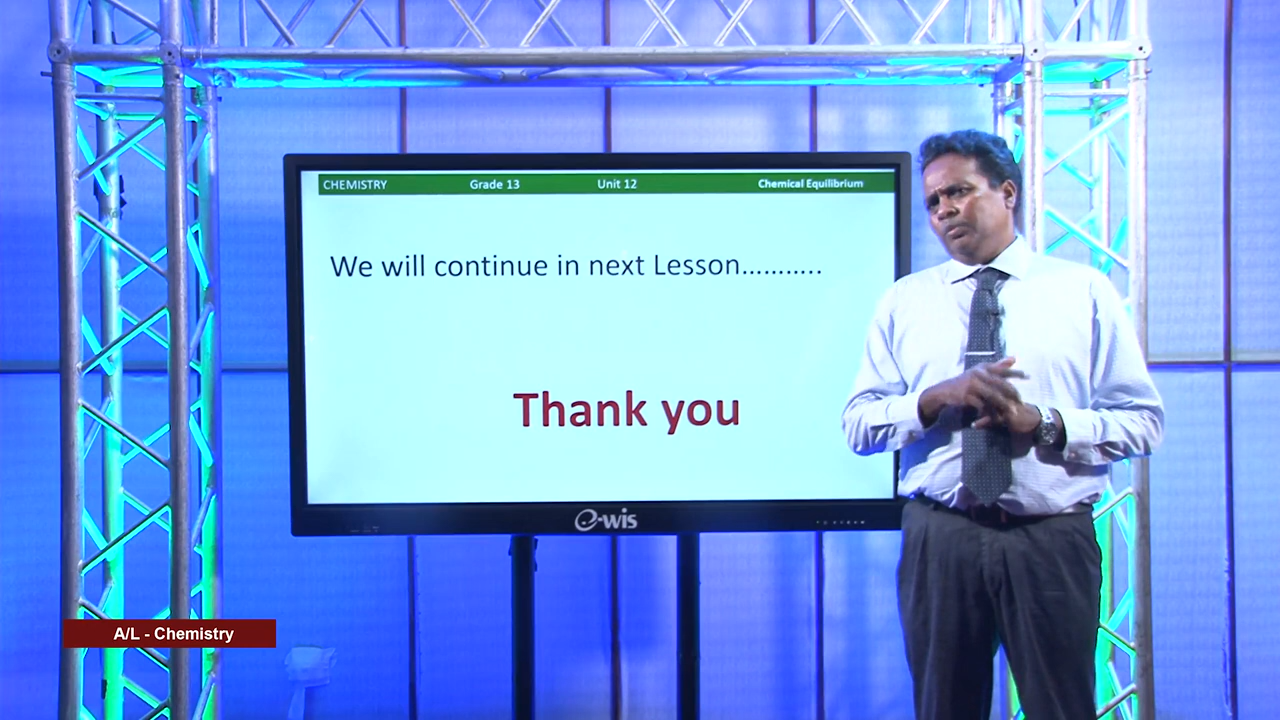 CHEMISTRY Grade 13 Unit 12 Chemical Equilibrium
We will continue in next Lesson………..
Thank you
e-wis
A/L - Chemistry